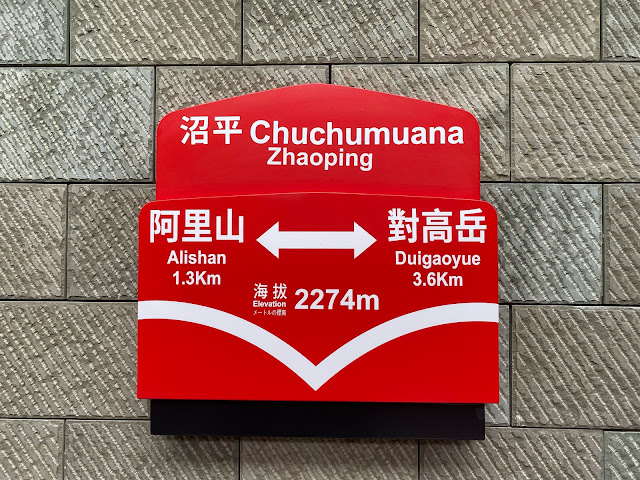 沼平 Chuchumuana
Zhaoping
阿里山
Alishan
1.3Km
對高岳
Duigaoyue
3.6Km
海拔 2274m
Elevation
メートルの標高